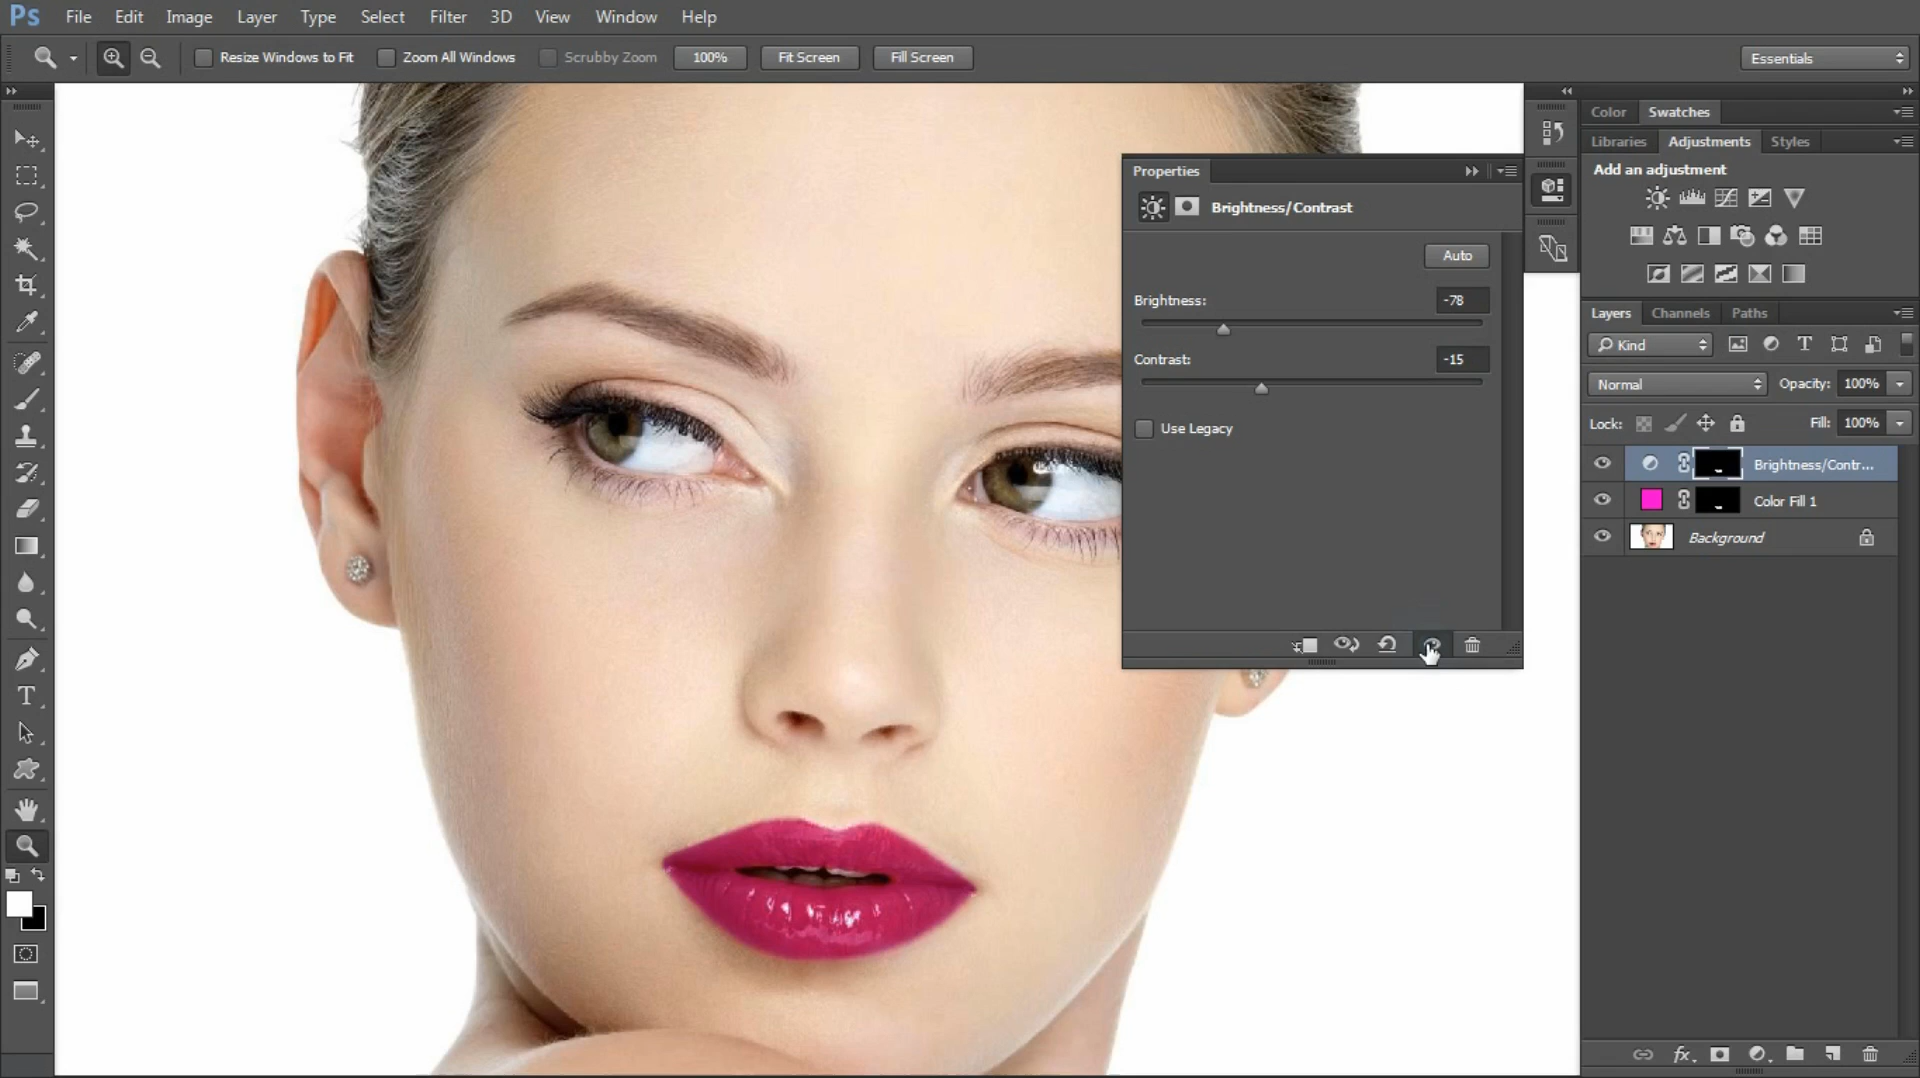 Ps File Edit Image Layer Type Select Filter 3D View Window Help
Resize Windows to Fit Zoom All Windows Scrubby Zoom 100% Fit Screen Fill Screen Essentials
Color Swatches
Libraries Adjustments Styles
Add an adjustment
Properties
Brightness/Contrast
Auto
Brightness: -78
Contrast: -15
Use Legacy
Layers Channels Paths
Kind
Normal Opacity: 100%
Lock: Fill: 100%
Brightness/Contr...
Color Fill 1
Background